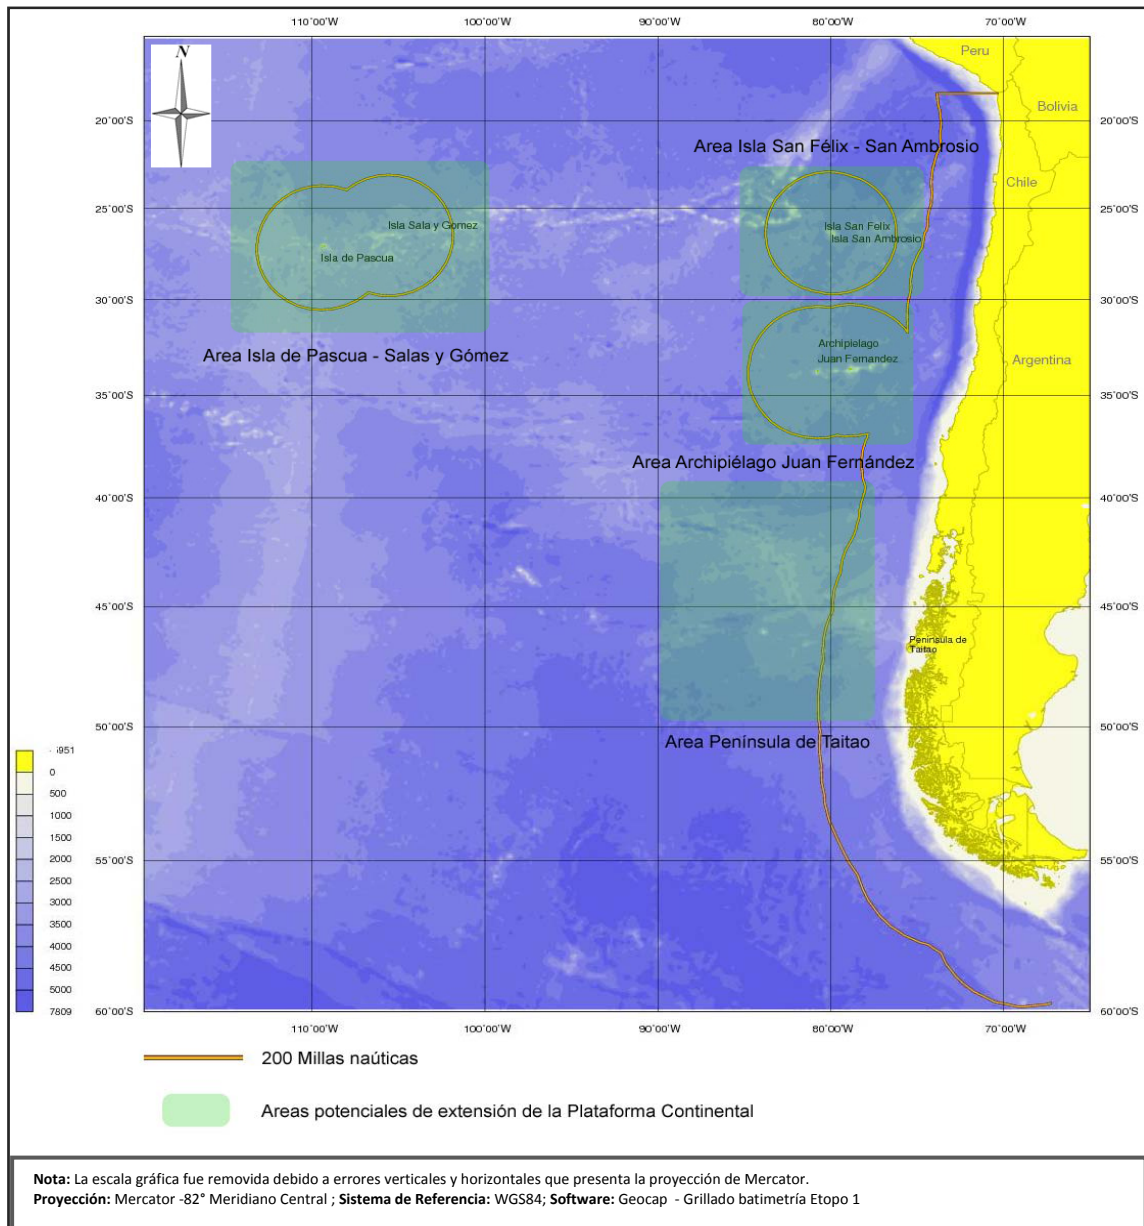 110°00'W 100°00'W 90°00'W 80°00'W 70°00'W
N
Peru
Bolivia
20°00'S 20°00'S
Area Isla San Félix - San Ambrosio
Chile
25°00'S 25°00'S
Isla Sala y Gómez
Isla San Felix
Isla San Ambrosio
Isla de Pascua
30°00'S 30°00'S
Archipielago
Juan Fernandez
Area Isla de Pascua - Salas y Gómez
Argentina
35°00'S 35°00'S
Area Archipiélago Juan Fernández
40°00'S 40°00'S
45°00'S 45°00'S
Península de
Taitao
50°00'S 50°00'S
Area Península de Taitao
951
0
500
1000
1500
2000
2500
3000
3500
4000
4500
5000
7809
55°00'S 55°00'S
60°00'S 60°00'S
110°00'W 100°00'W 90°00'W 80°00'W 70°00'W
200 Millas naúticas
Areas potenciales de extensión de la Plataforma Continental
Nota: La escala gráfica fue removida debido a errores verticales y horizontales que presenta la proyección de Mercator.
Proyección: Mercator -82° Meridiano Central ; Sistema de Referencia: WGS84; Software: Geocap - Grillado batimetría Etopo 1